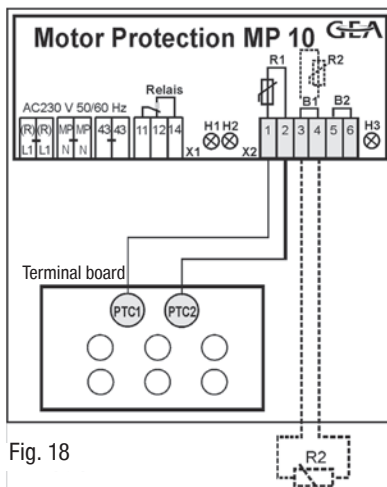 Motor Protection MP 10 GEA
R1 R2
Relais
AC230 V 50/60 Hz B1 B2
(R) (R) MP MP 43 43 11 12 14 H1 H2 1 2 3 4 5 6 H3
L1 L1 N N X1 X2
Terminal board
PTC1 PTC2
Fig. 18
R2